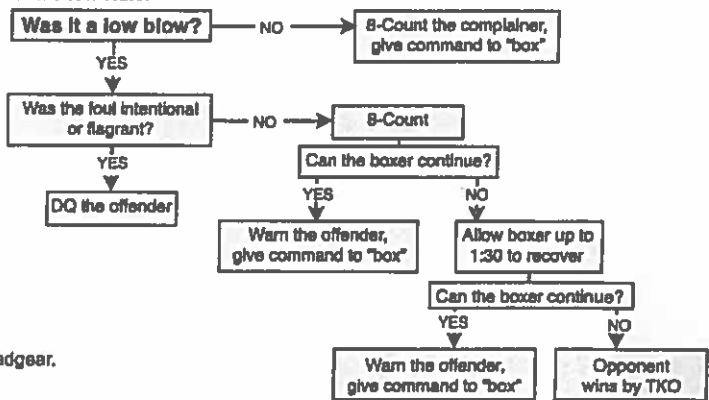 Was it a low blow?
NO
8-Count the complainer,
give command to "box"
YES
Was the foul intentional
or flagrant?
NO
8-Count
YES
Can the boxer continue?
DQ the offender
YES
NO
Warn the offender,
give command to "box"
Allow boxer up to
1:30 to recover
Can the boxer continue?
YES
NO
adgear.
Warn the offender,
give command to "box"
Opponent
wins by TKO